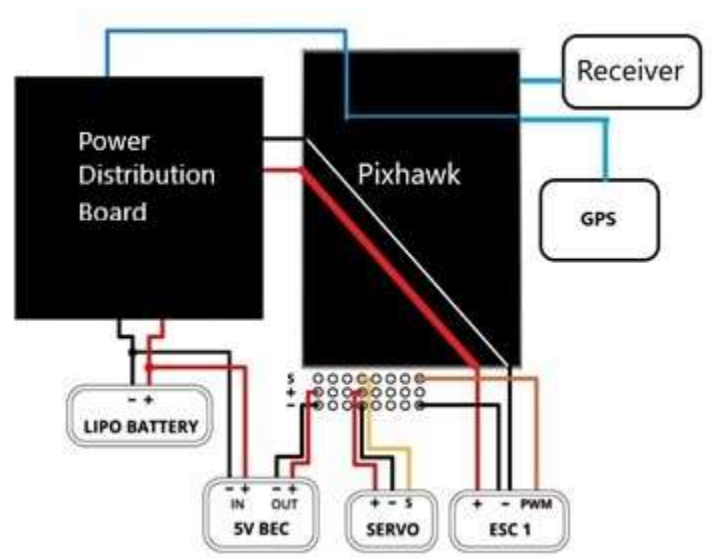 Receiver
Power
Distribution
Board
Pixhawk
GPS
S
+
-
- +
LIPO BATTERY
- + - +
IN OUT
5V BEC
+ - S
SERVO
+ - PWM
ESC 1